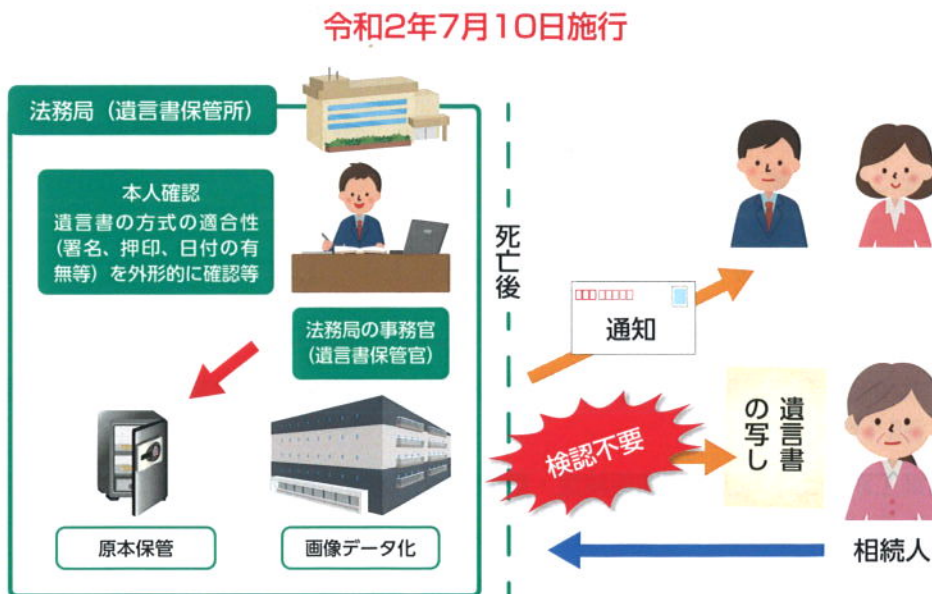 令和2年7月10日施行
法務局（遺言書保管所）
本人確認
遺言書の方式の適合性
（署名、押印、日付の有
無等）を外形的に確認等
法務局の事務官
（遺言書保管官）
原本保管
画像データ化
死亡後
通知
検認不要
遺言書
の写し
相続人